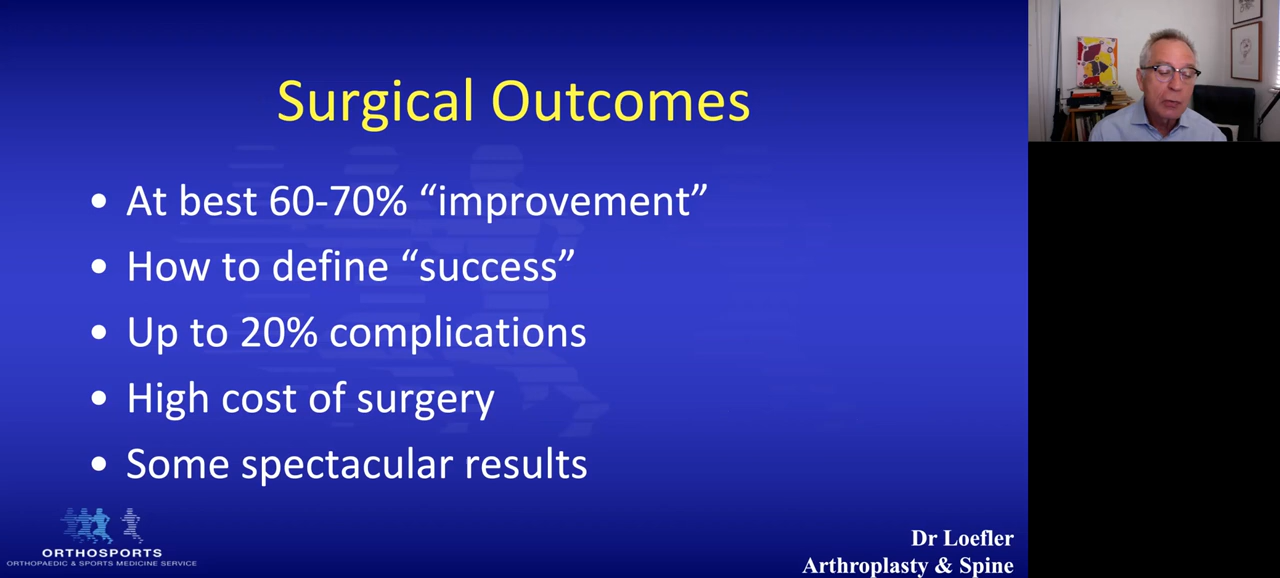 Surgical Outcomes
• At best 60-70% “improvement”
• How to define “success”
• Up to 20% complications
• High cost of surgery
• Some spectacular results
ORTHOSPORTS
ORTHOPAEDIC & SPORTS MEDICINE SERVICE
Dr Loefler
Arthroplasty & Spine